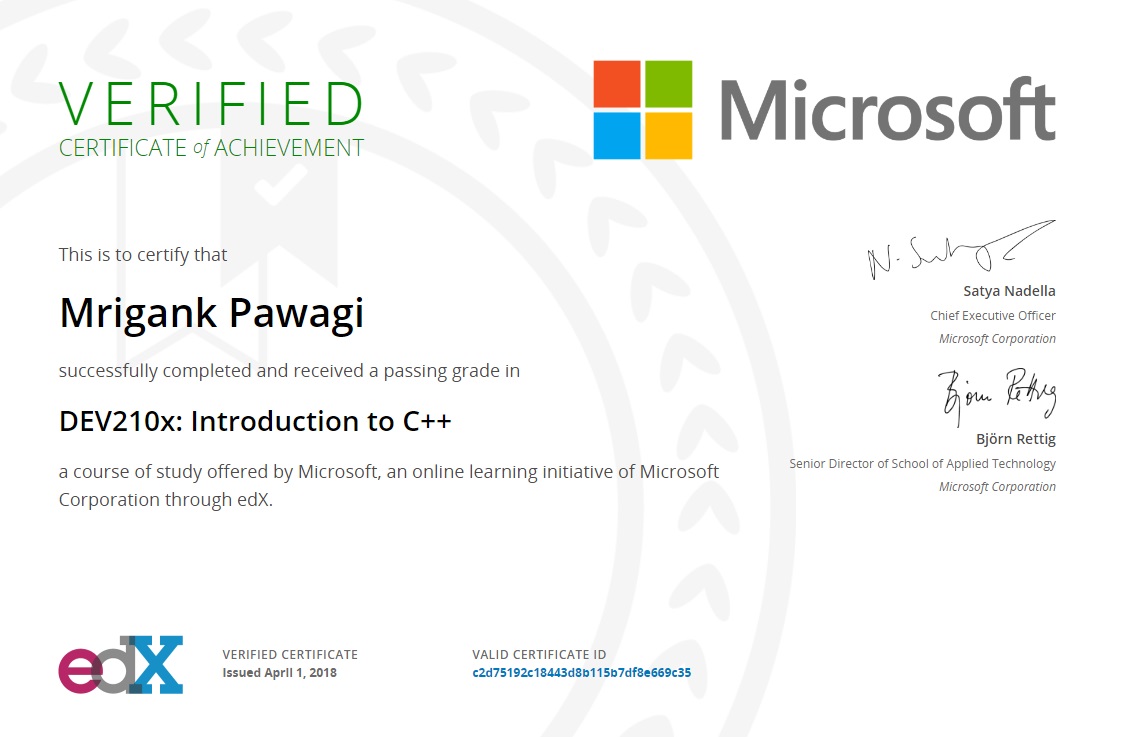 VERIFIED
CERTIFICATE of ACHIEVEMENT
Microsoft
This is to certify that
Mrigank Pawagi
successfully completed and received a passing grade in
DEV210x: Introduction to C++
a course of study offered by Microsoft, an online learning initiative of Microsoft
Corporation through edX.
N. Satya
Satya Nadella
Chief Executive Officer
Microsoft Corporation
Björn Rettig
Björn Rettig
Senior Director of School of Applied Technology
Microsoft Corporation
edX
VERIFIED CERTIFICATE
Issued April 1, 2018
VALID CERTIFICATE ID
c2d75192c18443d8b115b7df8e669c35